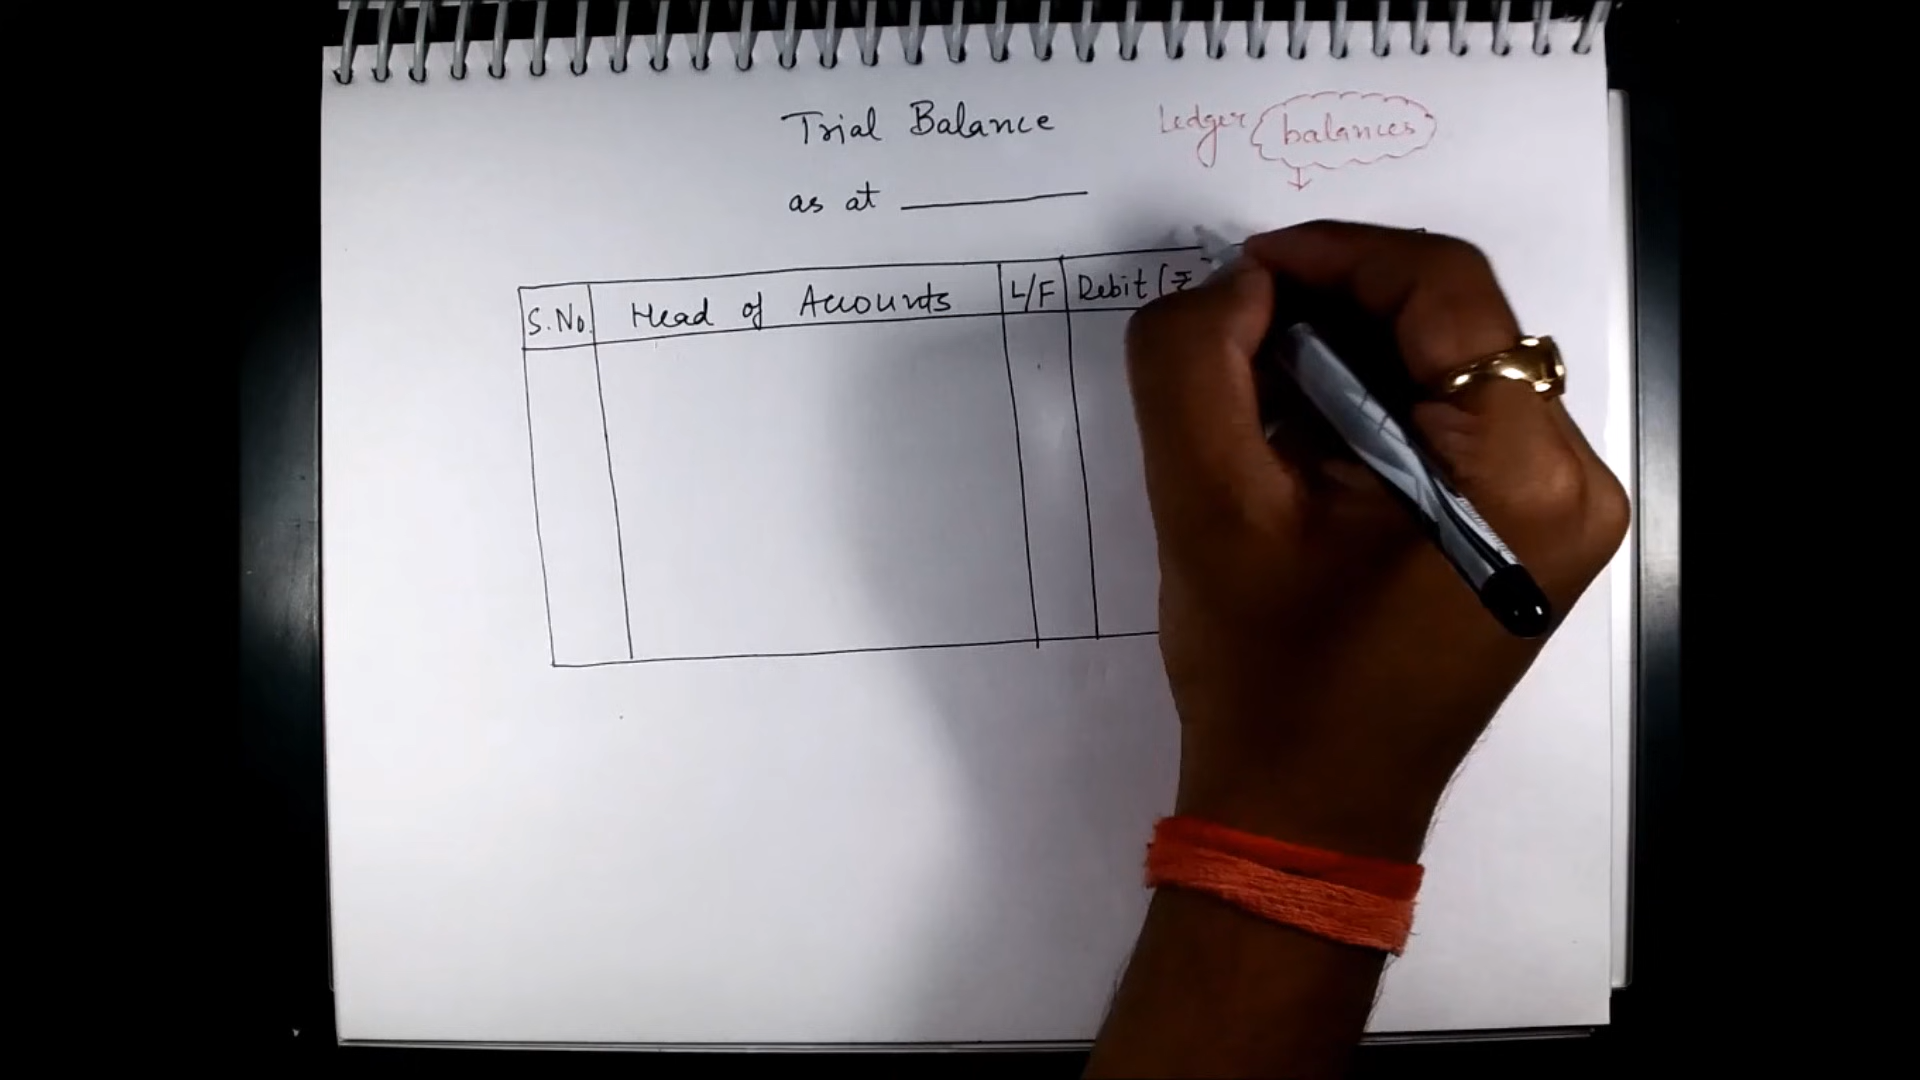 Trial Balance
Ledger balances
as at
S.No. Head of Accounts L/F Debit (₹